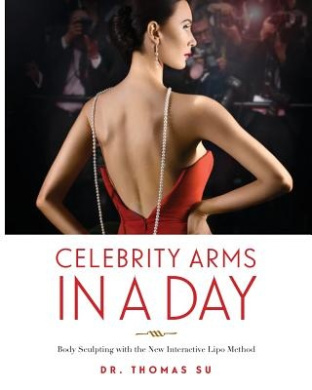 CELEBRITY ARMS
IN A DAY
Body Sculpting with the New Interactive Lipo Method
DR. THOMAS SU